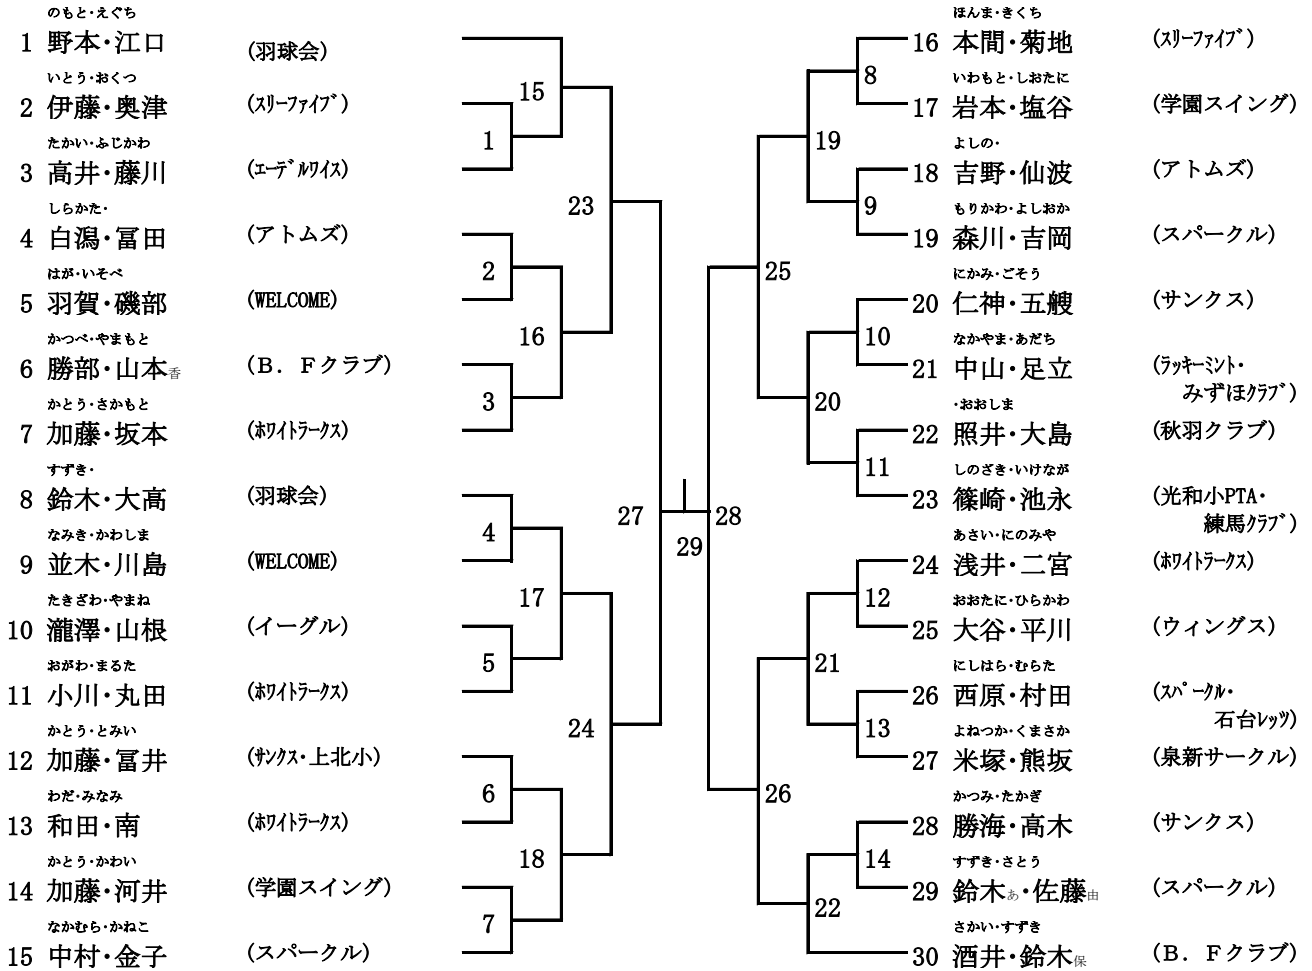 のもと・えぐち
1 野本・江口 (羽球会)
いとう・おくつ
2 伊藤・奥津 (ｽﾘｰﾌｧｲﾌﾞ)
たかい・ふじかわ
3 高井・藤川 (ｴｰﾃﾞﾙﾜｲｽ)
しらかた・
4 白潟・冨田 (アトムズ)
はが・いそべ
5 羽賀・磯部 (WELCOME)
かつべ・やまもと
6 勝部・山本香 (Ｂ．Ｆクラブ)
かとう・さかもと
7 加藤・坂本 (ﾎﾜｲﾄﾗｰｸｽ)
すずき・
8 鈴木・大高 (羽球会)
なみき・かわしま
9 並木・川島 (WELCOME)
たきざわ・やまね
10 瀧澤・山根 (イーグル)
おがわ・まるた
11 小川・丸田 (ﾎﾜｲﾄﾗｰｸｽ)
かとう・とみい
12 加藤・冨井 (ｻﾝｸｽ・上北小)
わだ・みなみ
13 和田・南 (ﾎﾜｲﾄﾗｰｸｽ)
かとう・かわい
14 加藤・河井 (学園スイング)
なかむら・かねこ
15 中村・金子 (スパークル)
15
1
23
2
16
3
27
4
17
5
24
6
18
7
29
28
8
19
9
25
10
20
11
12
21
13
26
14
22
ほんま・きくち
16 本間・菊地 (ｽﾘｰﾌｧｲﾌﾞ)
いわもと・しおたに
17 岩本・塩谷 (学園スイング)
よしの・
18 吉野・仙波 (アトムズ)
もりかわ・よしおか
19 森川・吉岡 (スパークル)
にかみ・ごそう
20 仁神・五艘 (サンクス)
なかやま・あだち
21 中山・足立 (ﾗｯｷｰﾐﾝﾄ・
みずほｸﾗﾌﾞ)
・おおしま
22 照井・大島 (秋羽クラブ)
しのざき・いけなが
23 篠崎・池永 (光和小PTA・
練馬ｸﾗﾌﾞ)
あさい・にのみや
24 浅井・二宮 (ﾎﾜｲﾄﾗｰｸｽ)
おおたに・ひらかわ
25 大谷・平川 (ウィングス)
にしはら・むらた
26 西原・村田 (ｽﾊﾟｰｸﾙ・
石台ﾚｯﾂ)
よねつか・くまさか
27 米塚・熊坂 (泉新サークル)
かつみ・たかぎ
28 勝海・高木 (サンクス)
すずき・さとう
29 鈴木あ・佐藤由 (スパークル)
さかい・すずき
30 酒井・鈴木保 (Ｂ．Ｆクラブ)